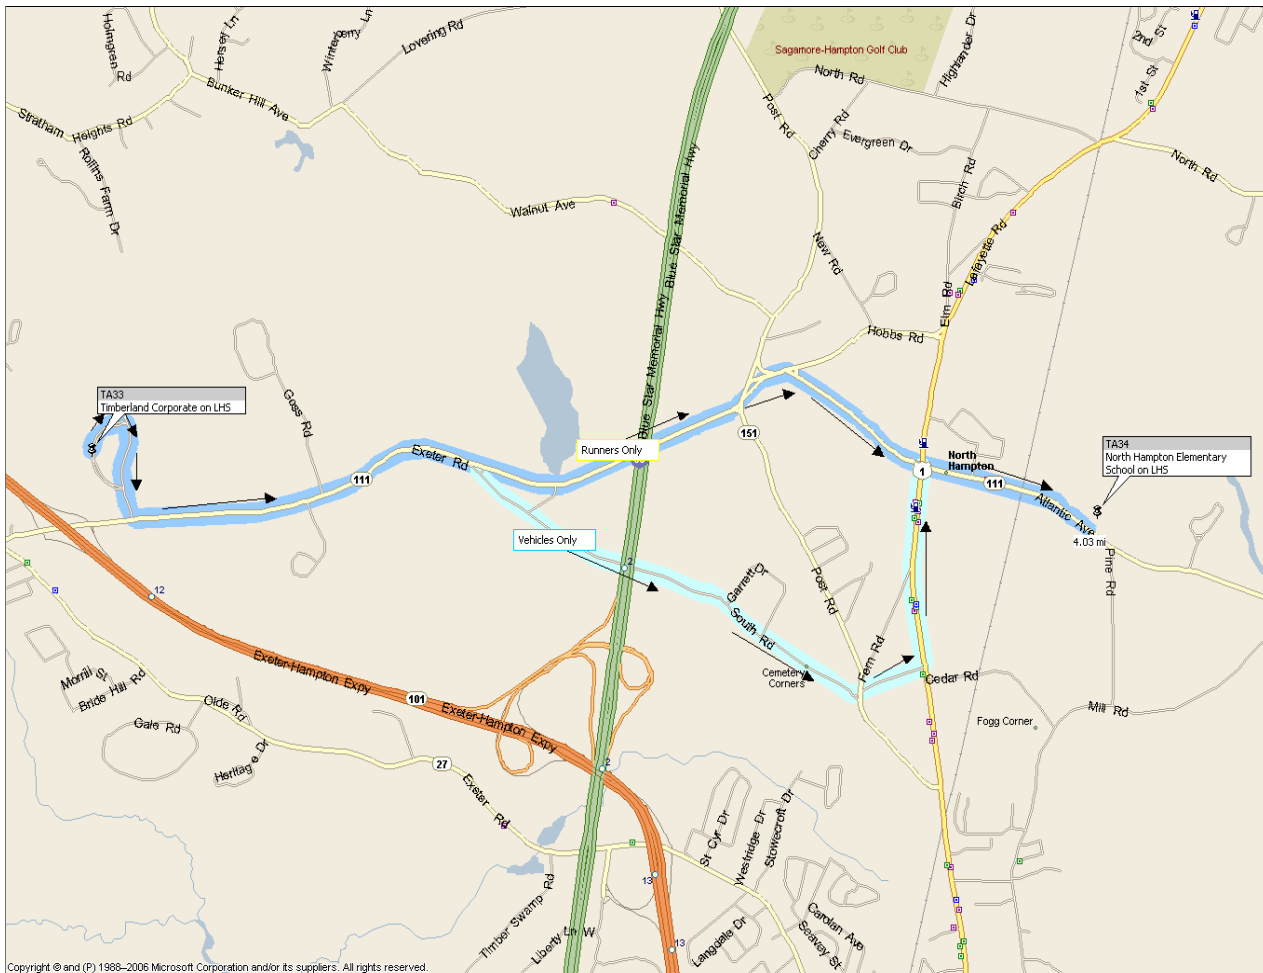 Holmgren Rd
Hersey Ln
Winterberry Ln
Lovering Rd
Sagamore-Hampton Golf Club
Highlander Dr
2nd St
1st St
North Rd
Bunker Hill Ave
Stratham Heights Rd
Post Rd
Cherry Rd
Evergreen Dr
Rollins Farm Dr
Birch Rd
North Rd
Walnut Ave
Blue Star Memorial Hwy
Blue Star Memorial Hwy
New Rd
Lafayette Rd
Elm Rd
Hobbs Rd
TA33
Timberland Corporate on LHS
Goss Rd
Blue Star Memorial Hwy
151
Runners Only
Exeter Rd
111
North
Hampton
1
111
TA34
North Hampton Elementary
School on LHS
Atlantic Ave
4.03 mi
Vehicles Only
2
Pine Rd
12
Garrett Dr
South Rd
Post Rd
Fern Rd
Cemetery
Corners
Cedar Rd
Exeter-Hampton Expy
101
Exeter-Hampton Expy
Morrill St
Bride Hill Rd
Olde Rd
Gale Rd
Heritage Dr
Mill Rd
Fogg Corner
27
Exeter Rd
2
St Cyr Dr
Westridge Dr
Stowecroft Dr
13
Timber Swamp Rd
Liberty Ln W
13
Langdale Dr
Carolan Ave
Seavey St
Copyright © and (P) 1988–2006 Microsoft Corporation and/or its suppliers. All rights reserved.